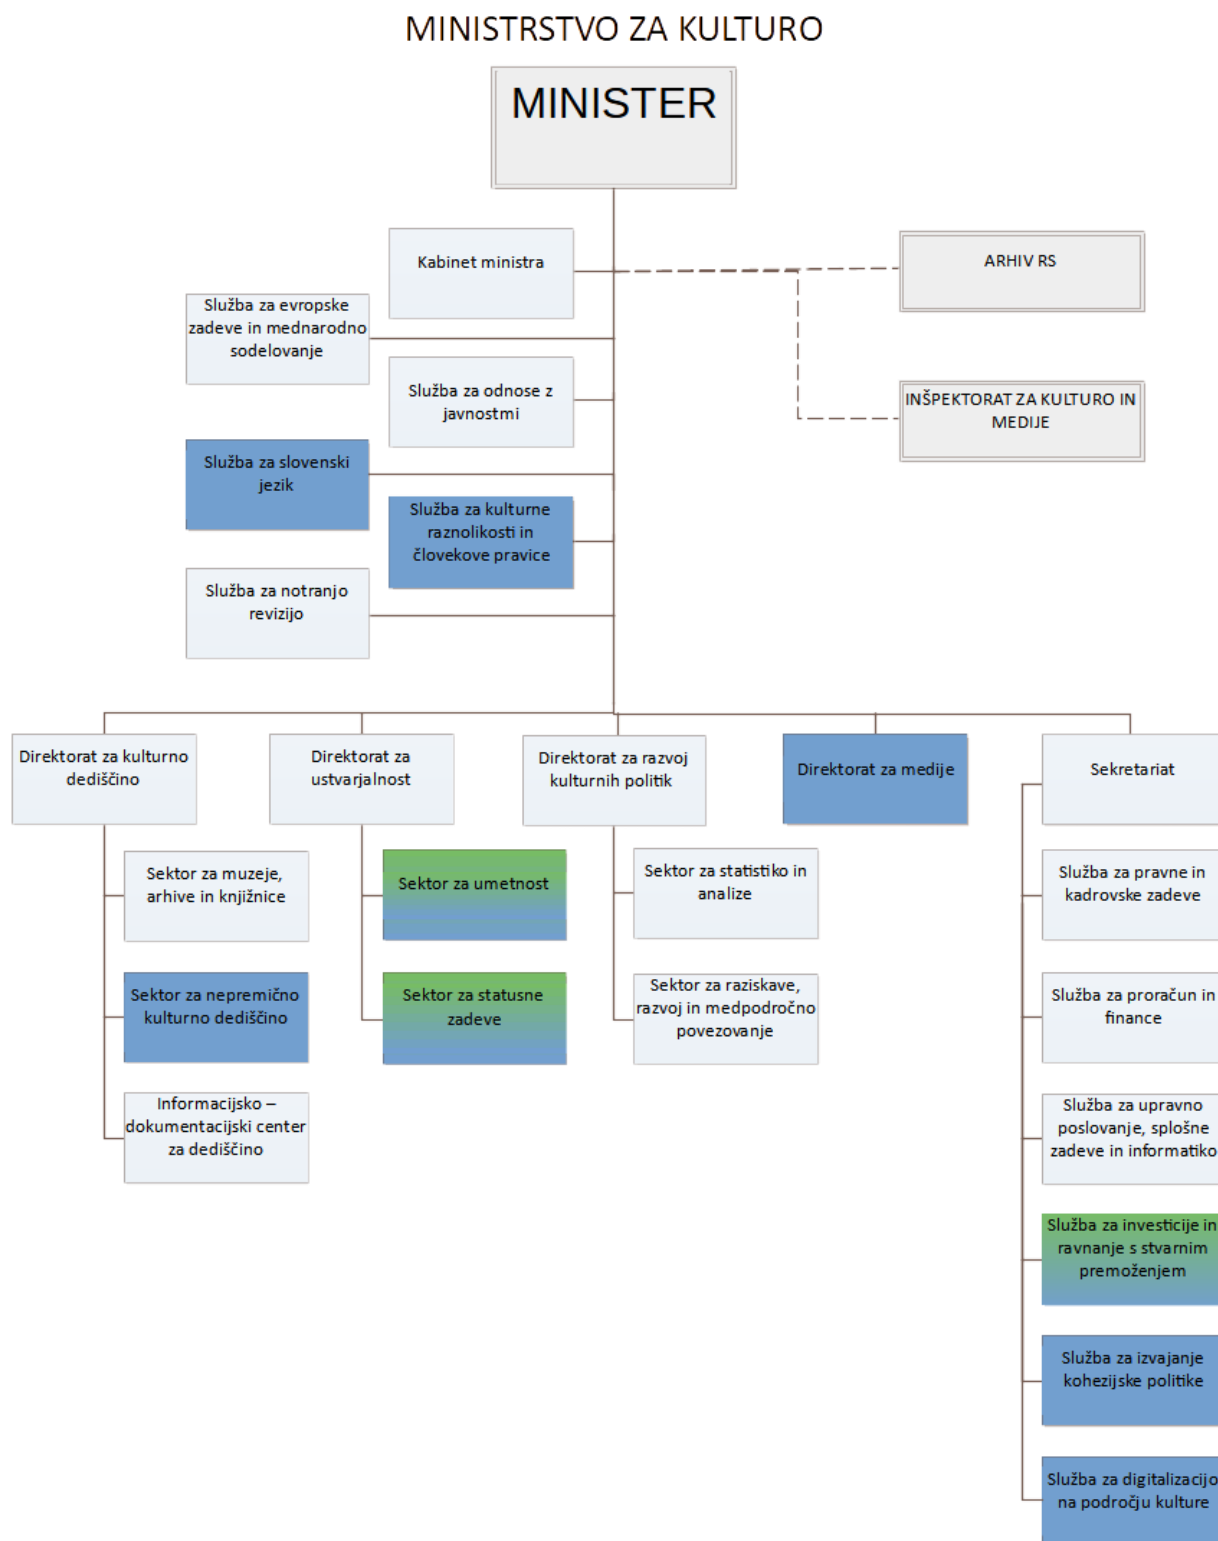 MINISTRSTVO ZA KULTURO
MINISTER
Kabinet ministra
ARHIV RS
Služba za evropske
zadeve in mednarodno
sodelovanje
Služba za odnose z
javnostmi
INŠPEKTORAT ZA KULTURO IN
MEDIJE
Služba za slovenski
jezik
Služba za kulturne
raznolikosti in
človekove pravice
Služba za notranjo
revizijo
Direktorat za kulturno
dediščino
Sektor za muzeje,
arhive in knjižnice
Sektor za nepremično
kulturno dediščino
Informacijsko –
dokumentacijski center
za dediščino
Direktorat za
ustvarjalnost
Sektor za umetnost
Sektor za statusne
zadeve
Direktorat za razvoj
kulturnih politik
Sektor za statistiko in
analize
Sektor za raziskave,
razvoj in medpodročno
povezovanje
Direktorat za medije
Sekretariat
Služba za pravne in
kadrovske zadeve
Služba za proračun in
finance
Služba za upravno
poslovanje, splošne
zadeve in informatiko
Služba za investicije in
ravnanje s stvarnim
premoženjem
Služba za izvajanje
kohezijske politike
Služba za digitalizacijo
na področju kulture